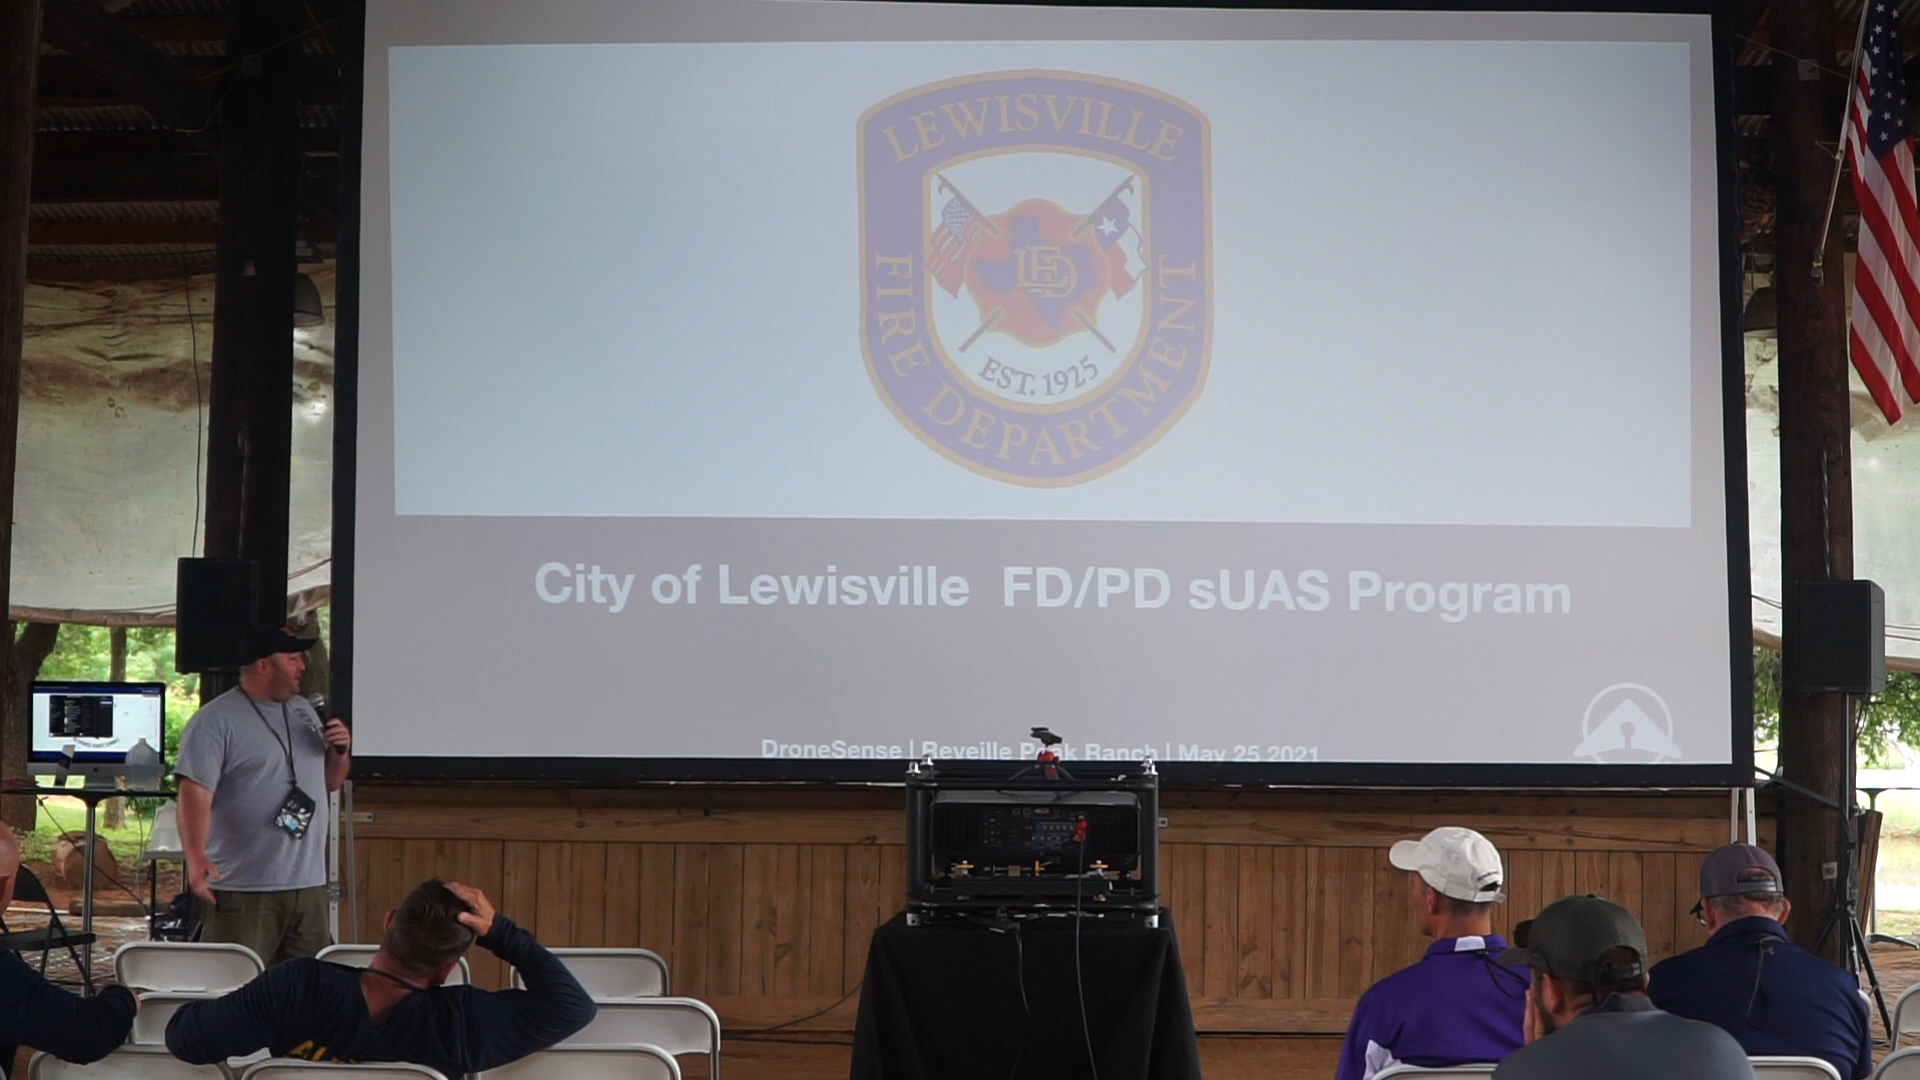 LEWISVILLE
LFD
EST. 1925
FIRE DEPARTMENT
City of Lewisville FD/PD sUAS Program
DroneSense | Reveille Peak Ranch | May 25 2021